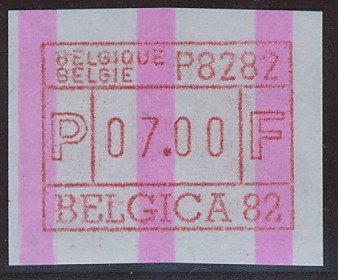 BELGIQUE P8282
BELGIE
P 07.00 F
BELGICA 82